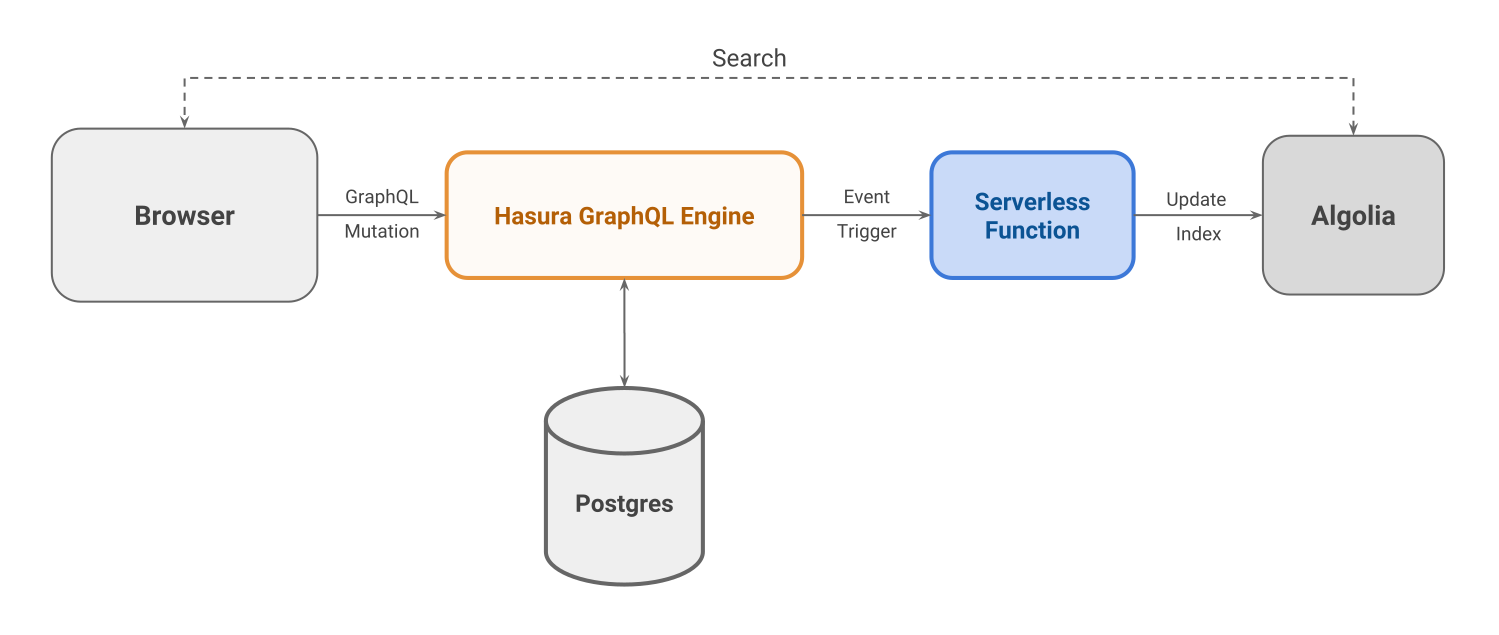 Search
Browser
GraphQL
Mutation
Hasura GraphQL Engine
Event
Trigger
Serverless
Function
Update
Index
Algolia
Postgres